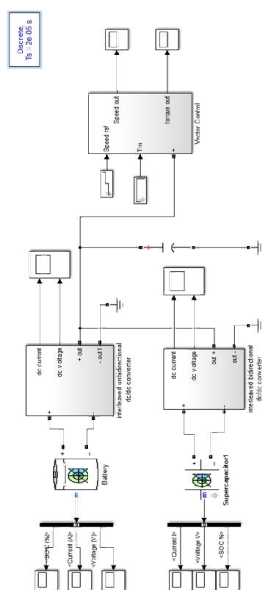 Discrete,
Ts = 2e-05 s.
Speed out
torque out
Speed ref
Tm
+
Vector Control
dc current
dc voltage
+ out
- out
+
-
interleaved unidirectional
dc/dc converter
dc current
dc voltage
out +
out -
+
-
interleaved bidirectional
dc/dc converter
+
-
m
Battery
+
-
m
Supercapacitor1
<SOC (%)>
<Current (A)>
<Voltage (V)>
<Current I>
<Voltage V>
<SOC %>